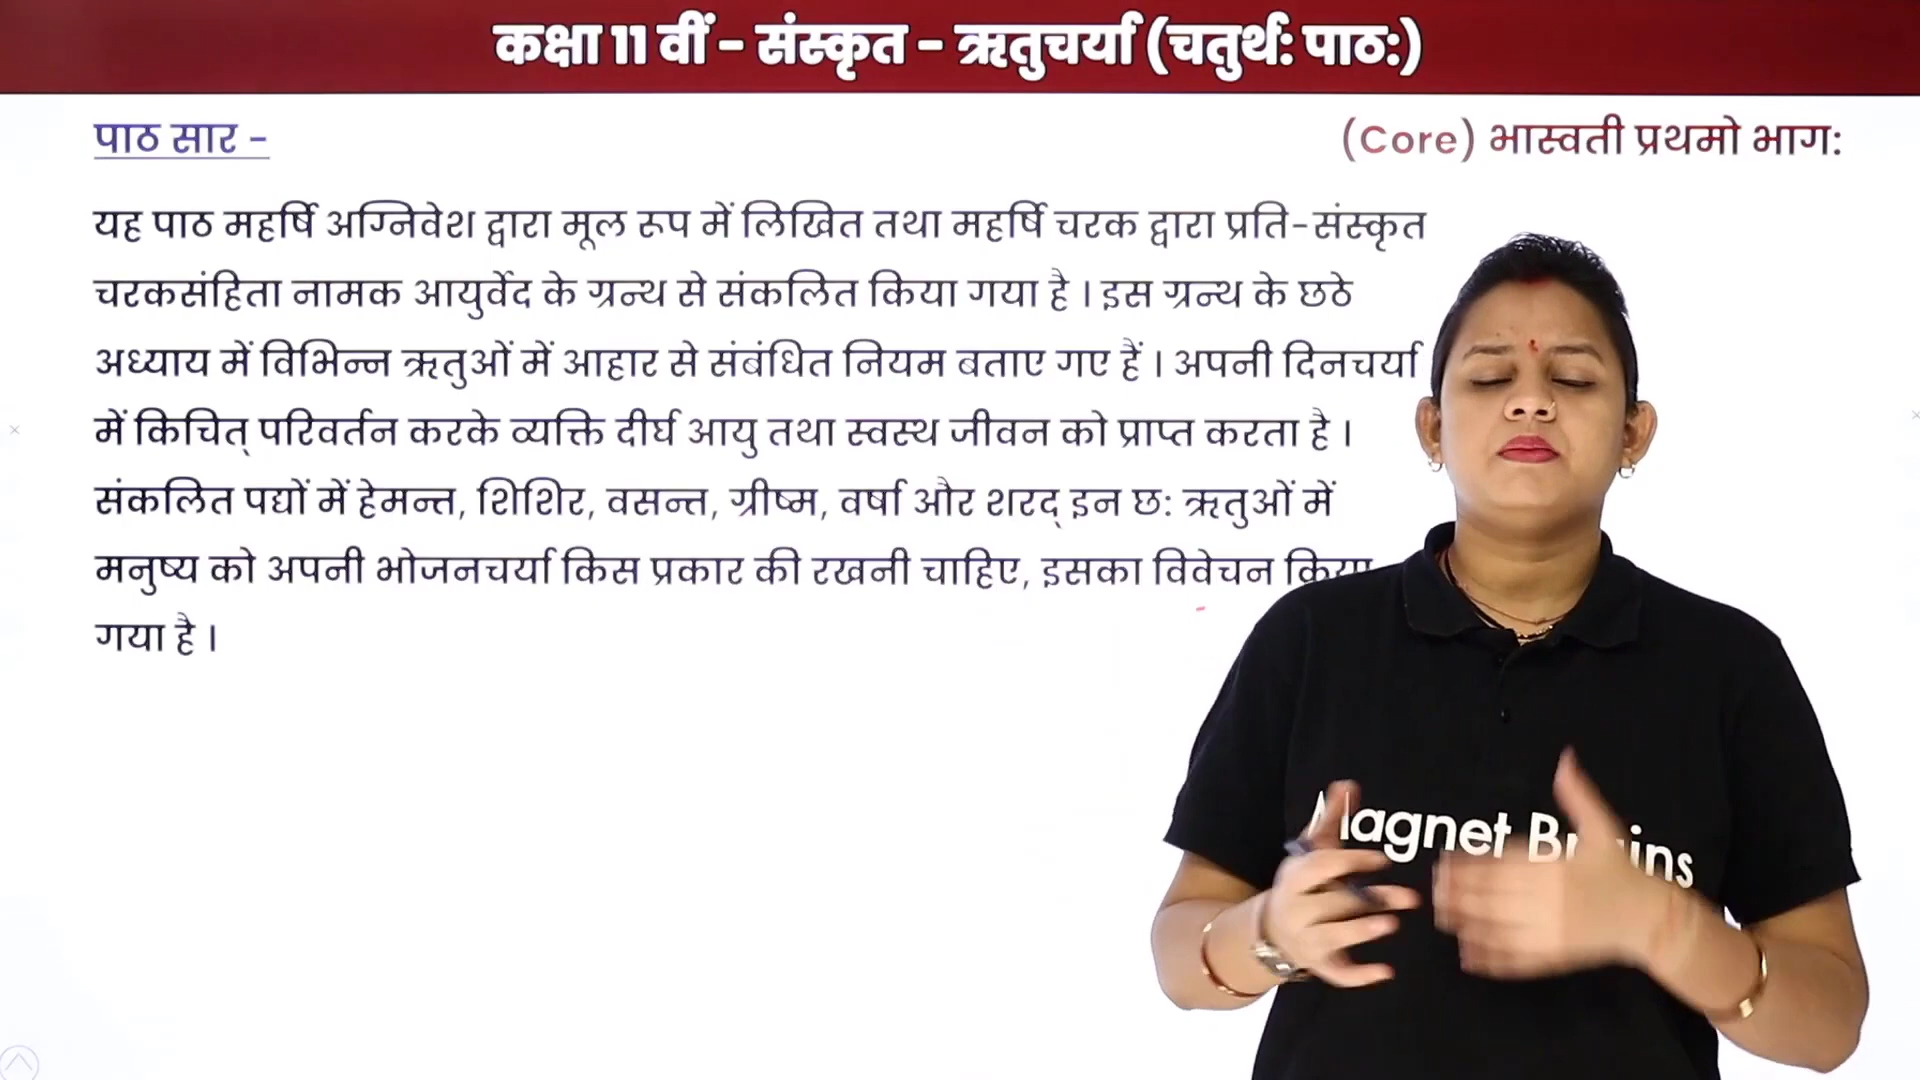 कक्षा 11 वीं - संस्कृत - ऋतुचर्या (चतुर्थ: पाठ:)
पाठ सार -
(Core) भास्वती प्रथमो भाग:
यह पाठ महर्षि अग्निवेश द्वारा मूल रूप में लिखित तथा महर्षि चरक द्वारा प्रति-संस्कृत
चरकसंहिता नामक आयुर्वेद के ग्रन्थ से संकलित किया गया है । इस ग्रन्थ के छठे
अध्याय में विभिन्न ऋतुओं में आहार से संबंधित नियम बताए गए हैं । अपनी दिनचर्या
में किचित् परिवर्तन करके व्यक्ति दीर्घ आयु तथा स्वस्थ जीवन को प्राप्त करता है ।
संकलित पद्यों में हेमन्त, शिशिर, वसन्त, ग्रीष्म, वर्षा और शरद् इन छ: ऋतुओं में
मनुष्य को अपनी भोजनचर्या किस प्रकार की रखनी चाहिए, इसका विवेचन किया
गया है ।
Magnet Brains